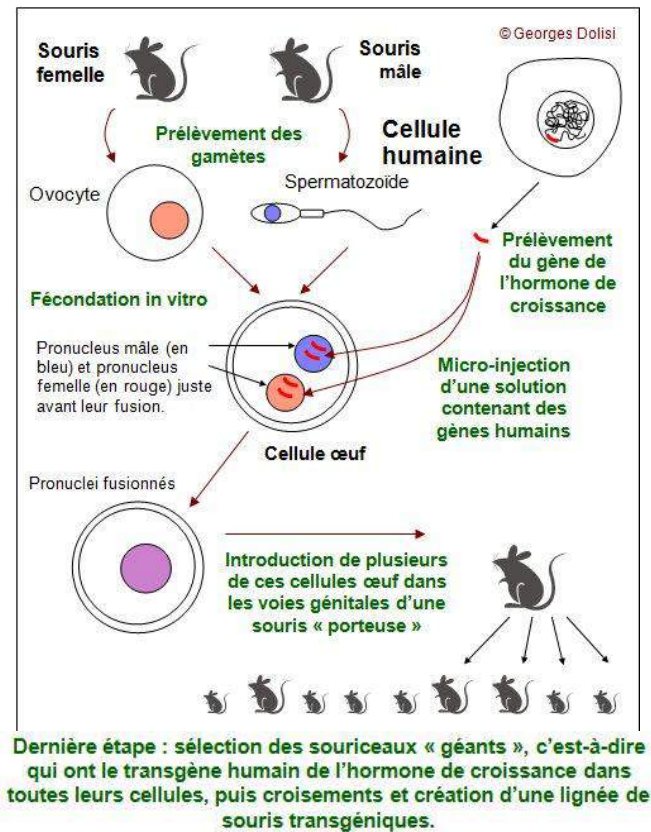 © Georges Dolisi
Souris
femelle
Souris
mâle
Prélèvement des
gamètes
Cellule
humaine
Ovocyte
Spermatozoïde
Prélèvement
du gène de
l'hormone de
croissance
Fécondation in vitro
Pronucleus mâle (en
bleu) et pronucleus
femelle (en rouge) juste
avant leur fusion.
Micro-injection
d'une solution
contenant des
gènes humains
Cellule œuf
Pronuclei fusionnés
Introduction de plusieurs
de ces cellules œuf dans
les voies génitales d'une
souris « porteuse »
Dernière étape : sélection des souriceaux « géants », c'est-à-dire
qui ont le transgène humain de l'hormone de croissance dans
toutes leurs cellules, puis croisements et création d'une lignée de
souris transgéniques.